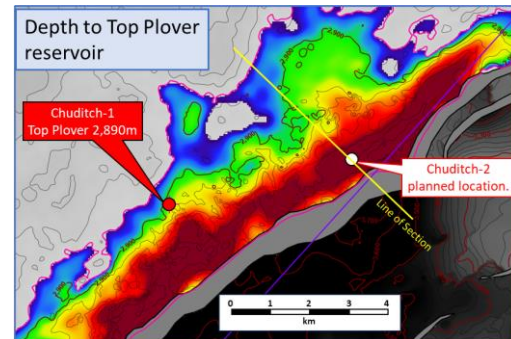 Depth to Top Plover
reservoir
Chuditch-1
Top Plover 2,890m
Chuditch-2
planned location.
Line of Section
0 1 2 3 4
km